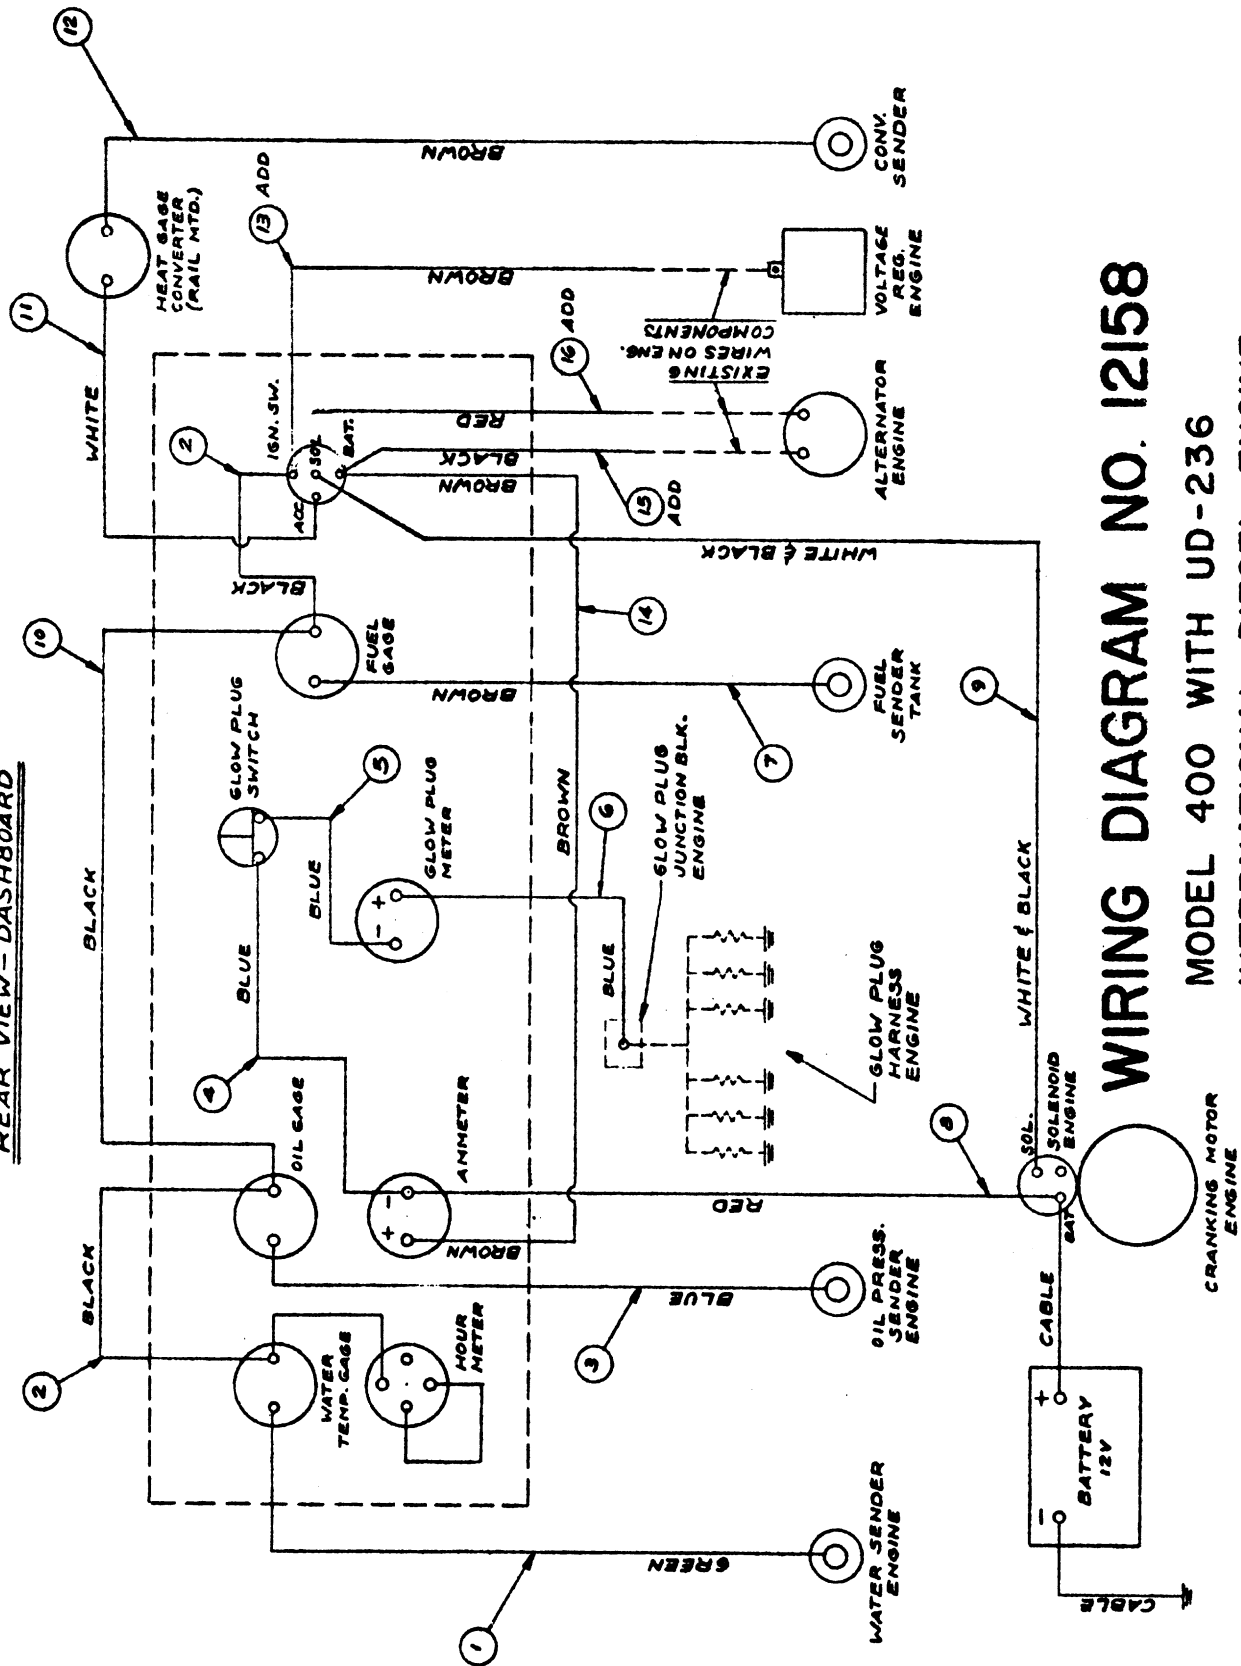 REAR VIEW-DASHBOARD
12
11
10
2
HEAT GAGE
CONVERTER
(RAIL MTD.)
WHITE
BLACK
BLACK
13 ADD
BROWN
BROWN
2
IGN. SW.
SOL
BAT.
ACC.
BLACK
16 ADD
RED
BLACK
BROWN
15
ADD
EXISTING
WIRES ON ENG.
COMPONENTS
WHITE & BLACK
14
FUEL
GAGE
BROWN
GLOW PLUG
SWITCH
5
BLUE
BLUE
4
GLOW PLUG
METER
- +
BROWN
6
BLUE
GLOW PLUG
JUNCTION BLK.
ENGINE
GLOW PLUG
HARNESS
ENGINE
7
OIL GAGE
AMMETER
+ -
BROWN
RED
8
WATER
TEMP. GAGE
HOUR
METER
3
BLUE
1
GREEN
WATER SENDER
ENGINE
OIL PRESS.
SENDER
ENGINE
FUEL
SENDER
TANK
ALTERNATOR
ENGINE
VOLTAGE
REG.
ENGINE
CONV.
SENDER
9
WHITE & BLACK
SOL.
SOLENOID
ENGINE
BAT
CABLE
CABLE
- +
BATTERY
12V
CRANKING MOTOR
ENGINE
WIRING DIAGRAM NO. 12158
MODEL 400 WITH UD-236